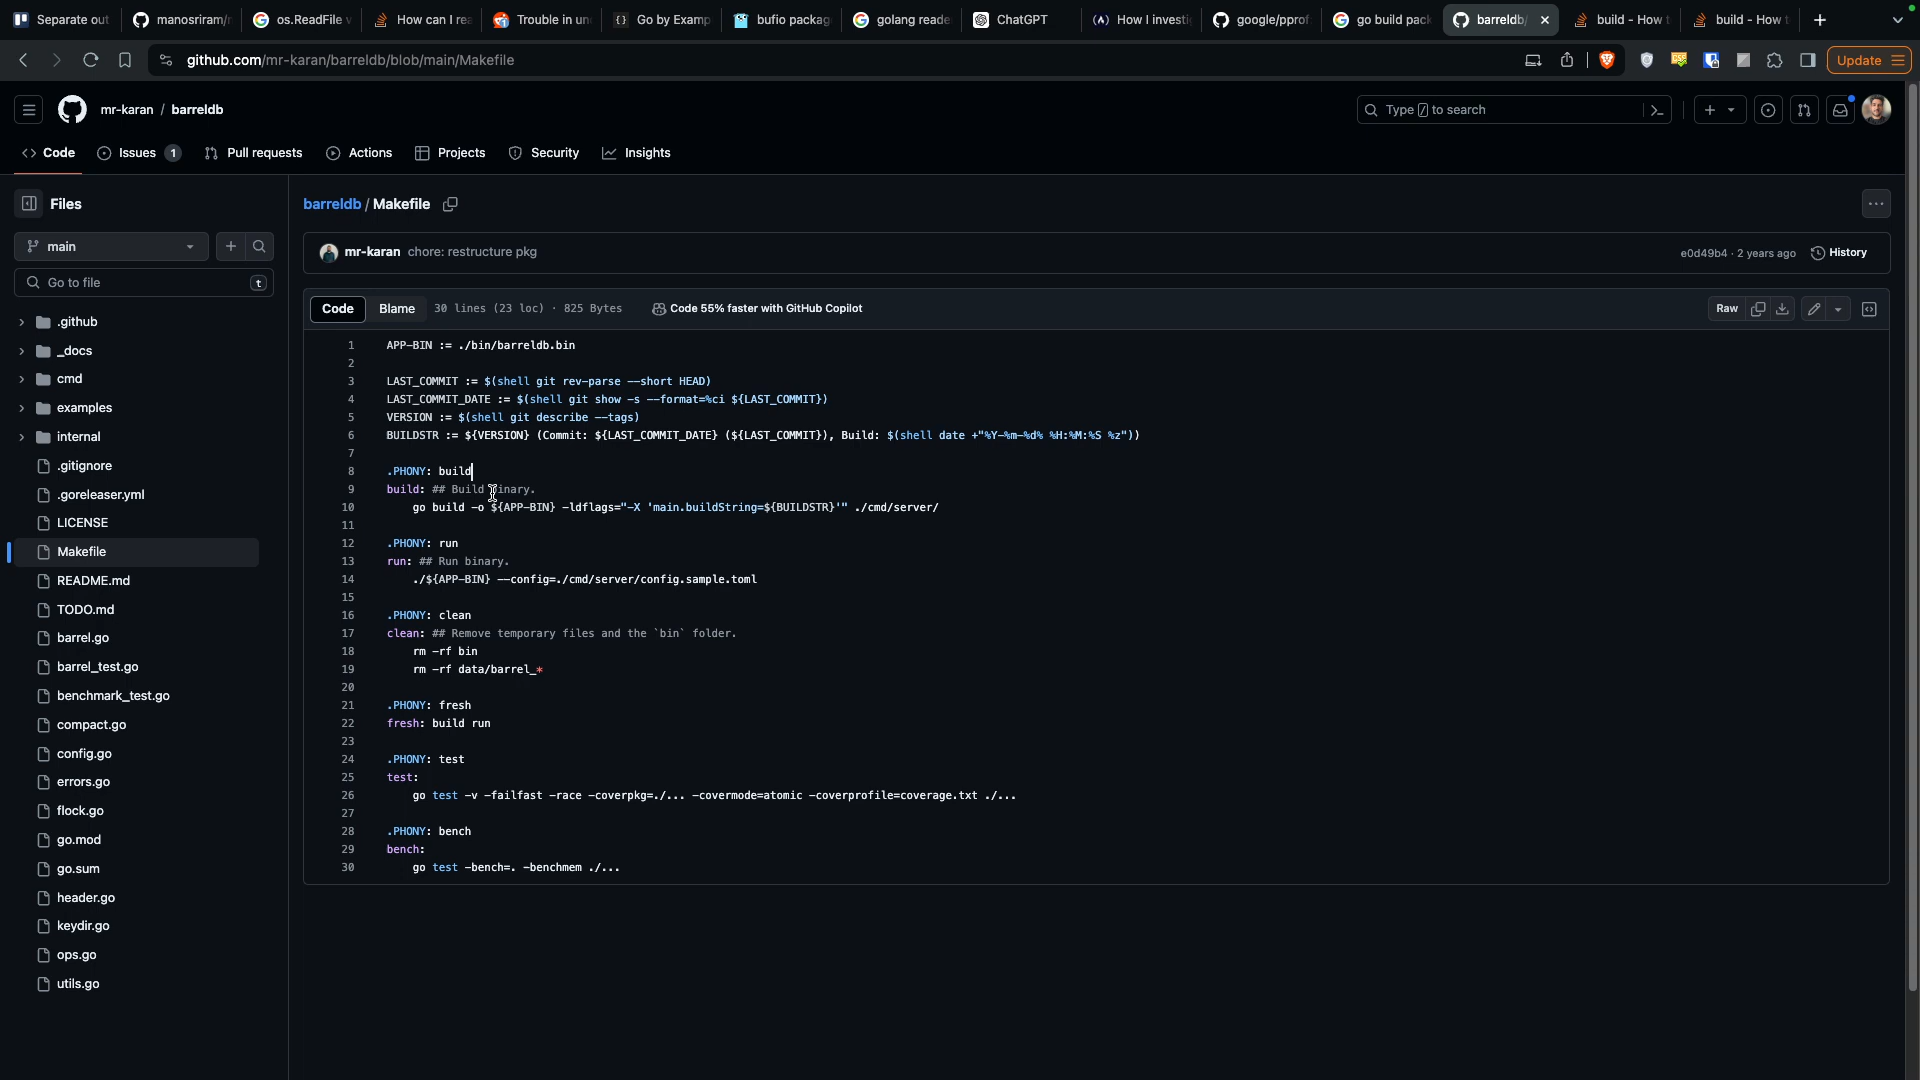 Separate out
manosriram/n
os.ReadFile v
How can I rea
Trouble in un
Go by Examp
bufio packag
golang reade
ChatGPT
How I investi
google/pprof
go build pack
barreldb/
build - How t
build - How t
github.com/mr-karan/barreldb/blob/main/Makefile
Update
mr-karan / barreldb
Type / to search
Code
Issues 1
Pull requests
Actions
Projects
Security
Insights
Files
main
Go to file
t
.github
_docs
cmd
examples
internal
.gitignore
.goreleaser.yml
LICENSE
Makefile
README.md
TODO.md
barrel.go
barrel_test.go
benchmark_test.go
compact.go
config.go
errors.go
flock.go
go.mod
go.sum
header.go
keydir.go
ops.go
utils.go
barreldb / Makefile
mr-karan chore: restructure pkg
e0d49b4 · 2 years ago
History
Code
Blame
30 lines (23 loc) · 825 Bytes
Code 55% faster with GitHub Copilot
Raw
1 APP-BIN := ./bin/barreldb.bin
2
3 LAST_COMMIT := $(shell git rev-parse --short HEAD)
4 LAST_COMMIT_DATE := $(shell git show -s --format=%ci ${LAST_COMMIT})
5 VERSION := $(shell git describe --tags)
6 BUILDSTR := ${VERSION} (Commit: ${LAST_COMMIT_DATE} (${LAST_COMMIT}), Build: $(shell date +"%Y-%m-%d% %H:%M:%S %z"))
7
8 .PHONY: build
9 build: ## Build binary.
10 go build -o ${APP-BIN} -ldflags="-X 'main.buildString=${BUILDSTR}'" ./cmd/server/
11
12 .PHONY: run
13 run: ## Run binary.
14 ./${APP-BIN} --config=./cmd/server/config.sample.toml
15
16 .PHONY: clean
17 clean: ## Remove temporary files and the `bin` folder.
18 rm -rf bin
19 rm -rf data/barrel_*
20
21 .PHONY: fresh
22 fresh: build run
23
24 .PHONY: test
25 test:
26 go test -v -failfast -race -coverpkg=./... -covermode=atomic -coverprofile=coverage.txt ./...
27
28 .PHONY: bench
29 bench:
30 go test -bench=. -benchmem ./...